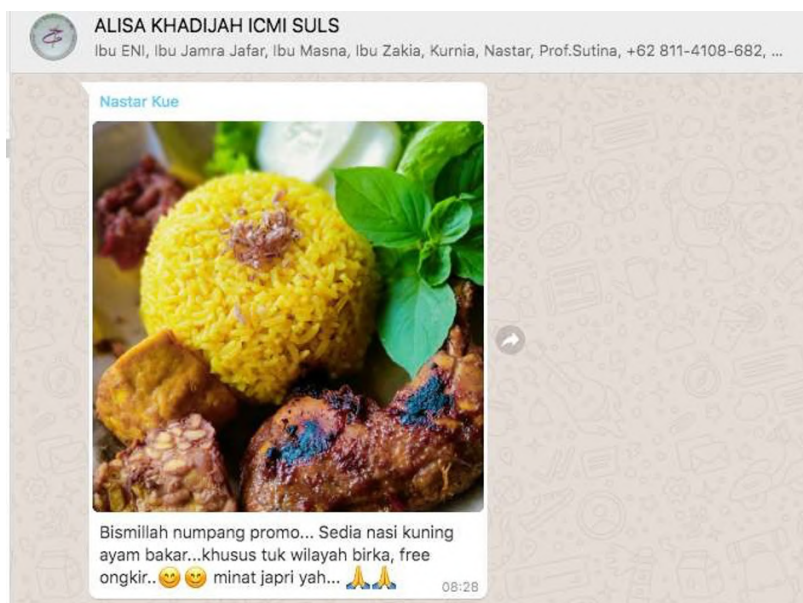 ALISA KHADIJAH ICMI SULS
Ibu ENI, Ibu Jamra Jafar, Ibu Masna, Ibu Zakia, Kurnia, Nastar, Prof.Sutina, +62 811-4108-682, ...
Nastar Kue
Bismillah numpang promo... Sedia nasi kuning
ayam bakar...khusus tuk wilayah birka, free
ongkir..😊😊 minat japri yah... 🙏🙏
08:28